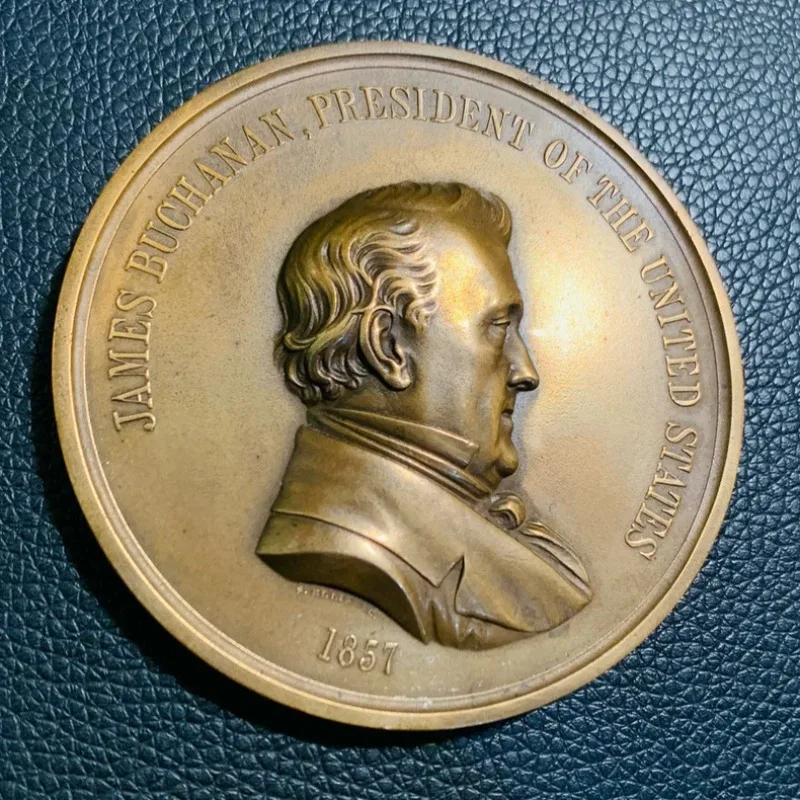 JAMES BUCHANAN, PRESIDENT OF THE UNITED STATES
1857